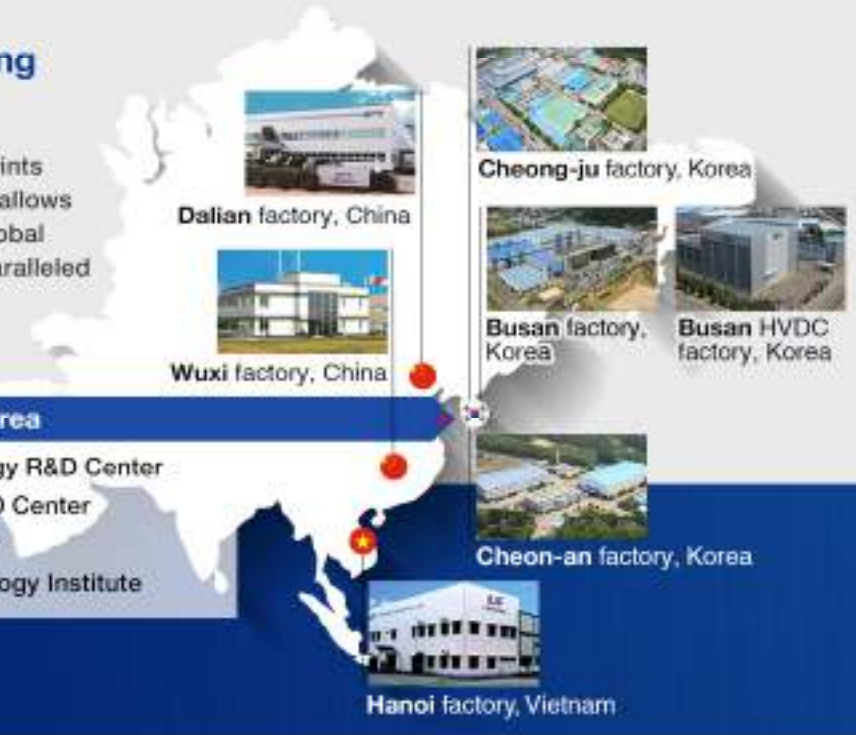 ng
ints
allows
obal
aralleled
Cheong-ju factory, Korea
Dalian factory, China
Busan factory,
Korea
Busan HVDC
factory, Korea
Wuxi factory, China
rea
gy R&D Center
D Center
ogy Institute
Cheon-an factory, Korea
LS
Hanoi factory, Vietnam